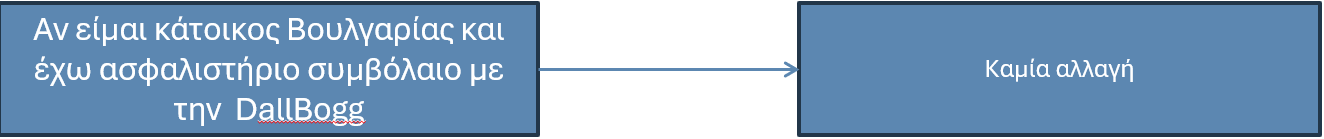 Αν είμαι κάτοικος Βουλγαρίας και
έχω ασφαλιστήριο συμβόλαιο με
την DallBogg
Καμία αλλαγή